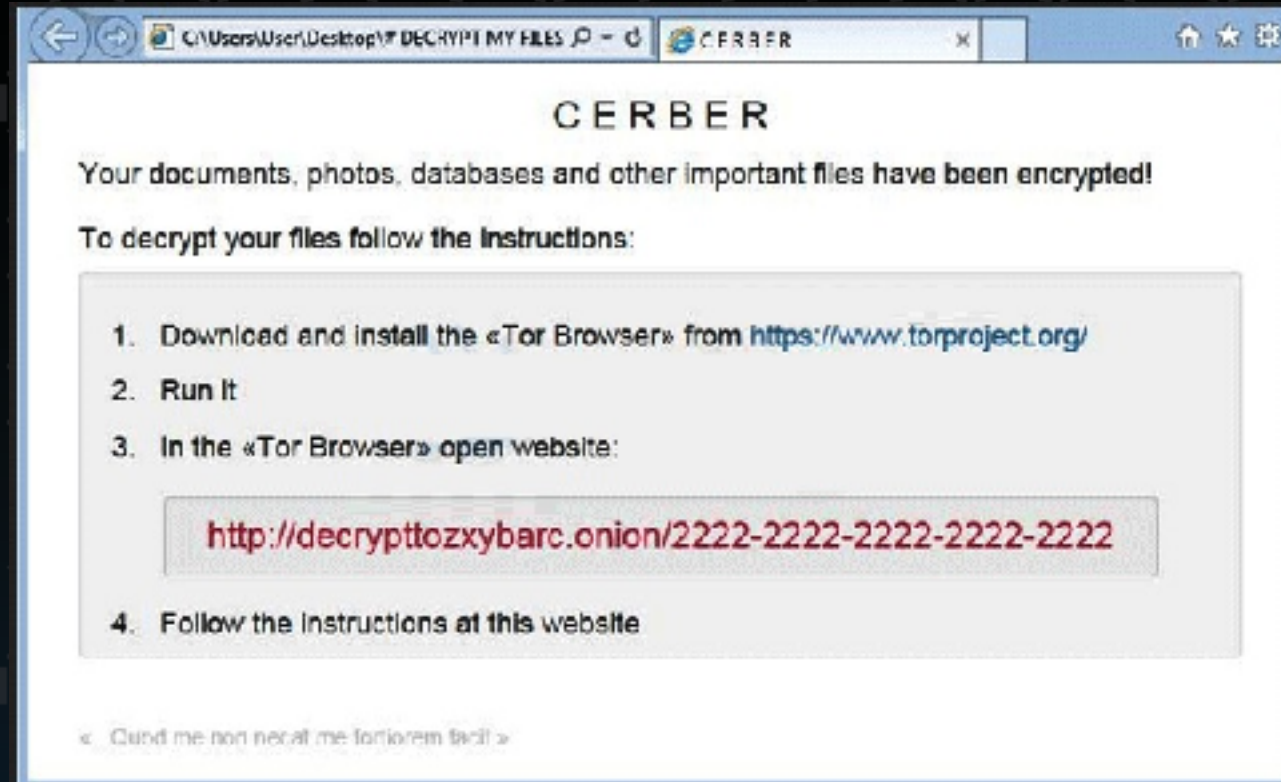 C:\Users\User\Desktop\# DECRYPT MY FILES
CERBER
C E R B E R
Your documents, photos, databases and other important files have been encrypted!
To decrypt your files follow the instructions:
1. Download and install the «Tor Browser» from https://www.torproject.org/
2. Run it
3. In the «Tor Browser» open website:
http://decrypttozxybarc.onion/2222-2222-2222-2222-2222
4. Follow the instructions at this website
« Quod me non necat me fortiorem facit »